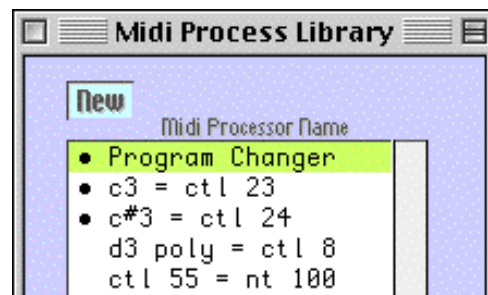 Midi Process Library
New
Midi Processor Name
• Program Changer
• c3 = ctl 23
• c#3 = ctl 24
d3 poly = ctl 8
ctl 55 = nt 100